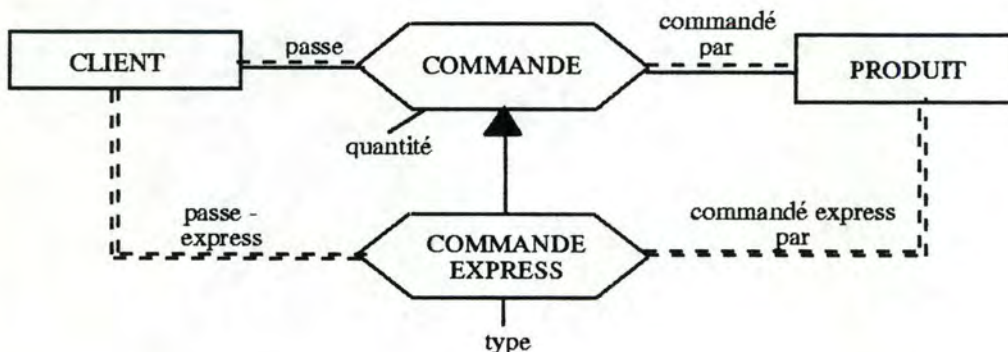 commandé
par
passe
CLIENT
COMMANDE
PRODUIT
quantité
passe -
express
commandé express
par
COMMANDE
EXPRESS
type